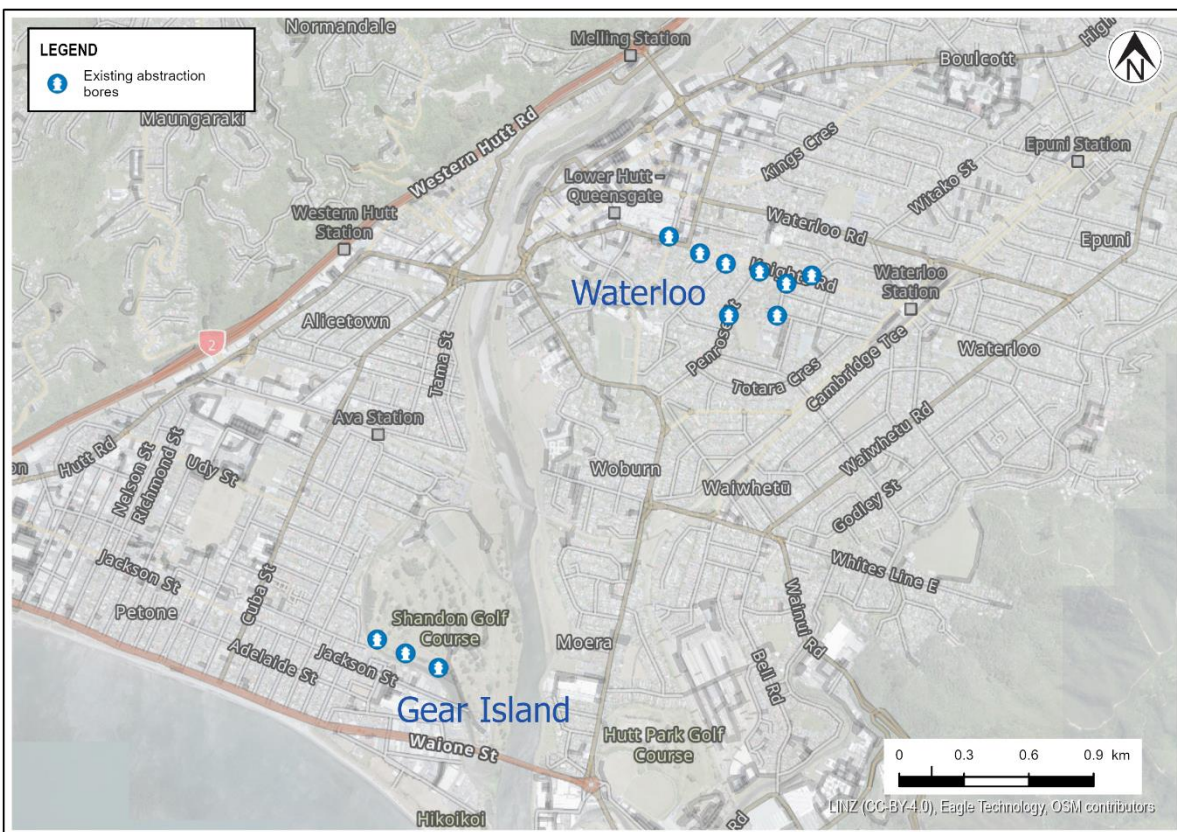 LEGEND
Existing abstraction
bores
N
Normandale
Melling Station
High
Boulcott
Maungaraki
Western Hutt Rd
Epuni Station
Kings Cres
Lower Hutt –
Queensgate
Witako St
Western Hutt
Station
Waterloo Rd
Epuni
Knights Rd
Waterloo
Station
Waterloo
2
Alicetown
Tama St
Penrose St
Totara Cres
Cambridge Tce
Waterloo
Ava Station
Hutt Rd
Nelson St
Richmond St
Udy St
Woburn
Waiwhetū
Waiwhetu Rd
Godley St
Whites Line E
Jackson St
Petone
Cuba St
Adelaide St
Jackson St
Shandon Golf
Course
Moera
Wainui Rd
Bell Rd
Gear Island
Waione St
Hutt Park Golf
Course
Hikoikoi
Rd
0 0.3 0.6 0.9 km
LINZ (CC-BY-4.0), Eagle Technology, OSM contributors